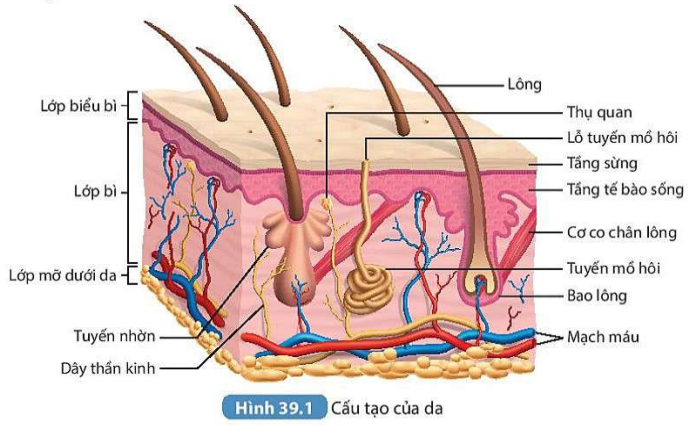 Lông
Lớp biểu bì
Thụ quan
Lỗ tuyến mồ hôi
Tầng sừng
Lớp bì
Tầng tế bào sống
Cơ co chân lông
Lớp mỡ dưới da
Tuyến mồ hôi
Bao lông
Tuyến nhờn
Mạch máu
Dây thần kinh
Hình 39.1 Cấu tạo của da